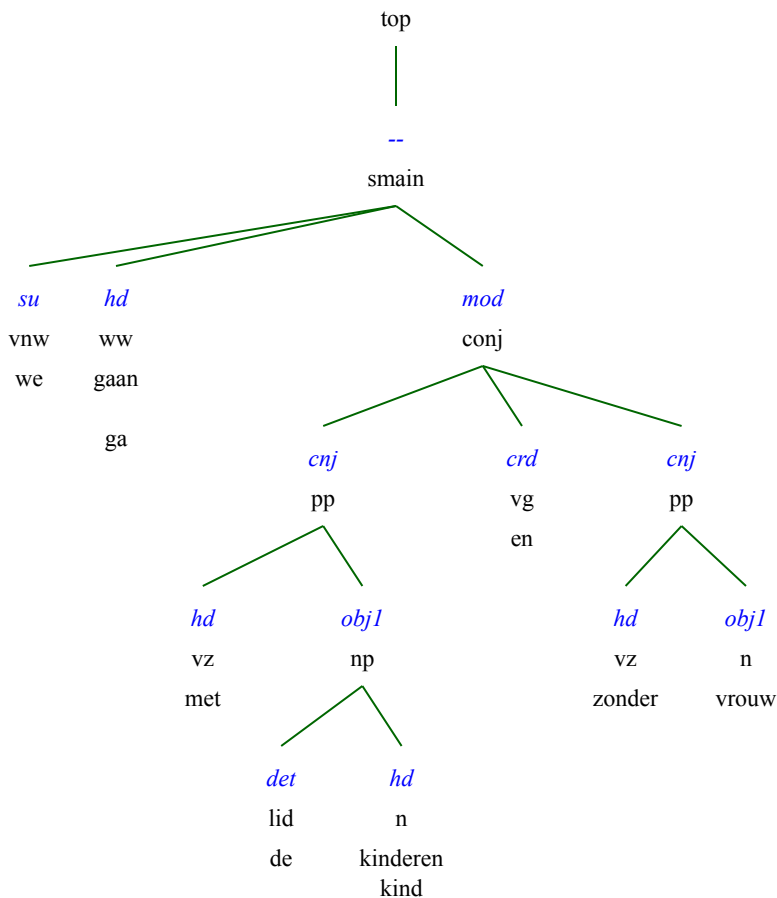 top
--
smain
su hd mod
vnw ww conj
we gaan
ga
cnj crd cnj
pp vg pp
en
hd obj1 hd obj1
vz np vz n
met zonder vrouw
det hd
lid n
de kinderen
kind